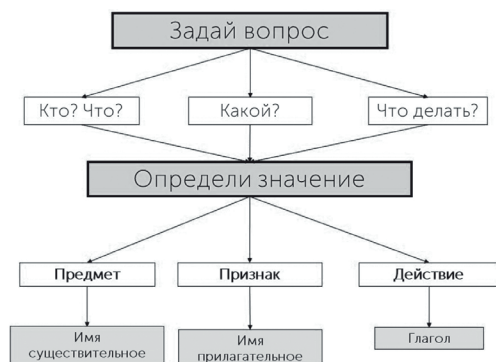 Задай вопрос
Кто? Что?
Какой?
Что делать?
Определи значение
Предмет
Признак
Действие
Имя
существительное
Имя
прилагательное
Глагол